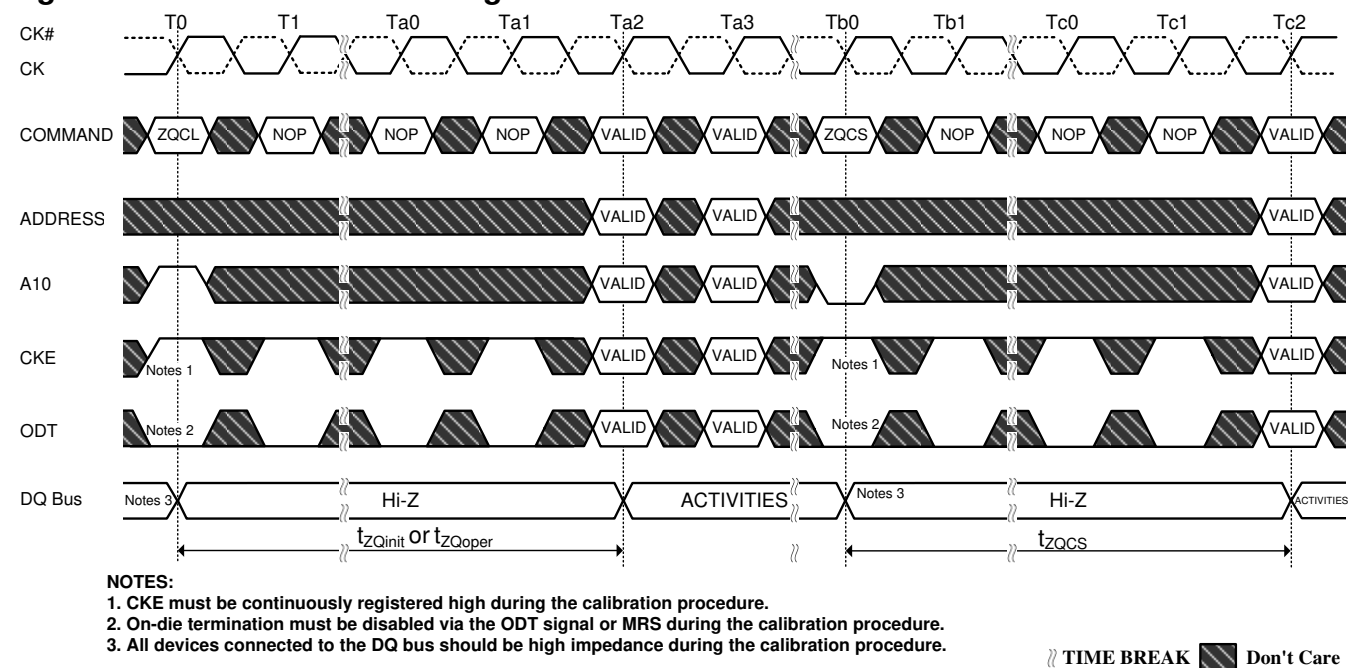 T0 T1 Ta0 Ta1 Ta2 Ta3 Tb0 Tb1 Tc0 Tc1 Tc2
CK#
CK
COMMAND ZQCL NOP NOP NOP VALID VALID ZQCS NOP NOP NOP VALID
ADDRESS VALID VALID VALID
A10 VALID VALID VALID
CKE Notes 1 VALID VALID Notes 1 VALID
ODT Notes 2 VALID VALID Notes 2 VALID
DQ Bus Notes 3 Hi-Z ACTIVITIES Notes 3 Hi-Z ACTIVITIES
tZQinit or tZQoper tZQCS
NOTES:
1. CKE must be continuously registered high during the calibration procedure.
2. On-die termination must be disabled via the ODT signal or MRS during the calibration procedure.
3. All devices connected to the DQ bus should be high impedance during the calibration procedure.
TIME BREAK Don't Care